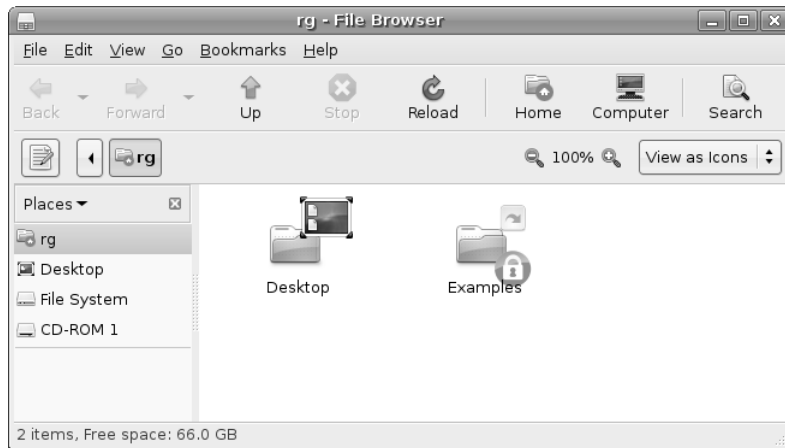 rg - File Browser
File Edit View Go Bookmarks Help
Back Forward Up Stop Reload Home Computer Search
rg 100% View as Icons
Places
rg
Desktop
File System
CD-ROM 1
Desktop Examples
2 items, Free space: 66.0 GB